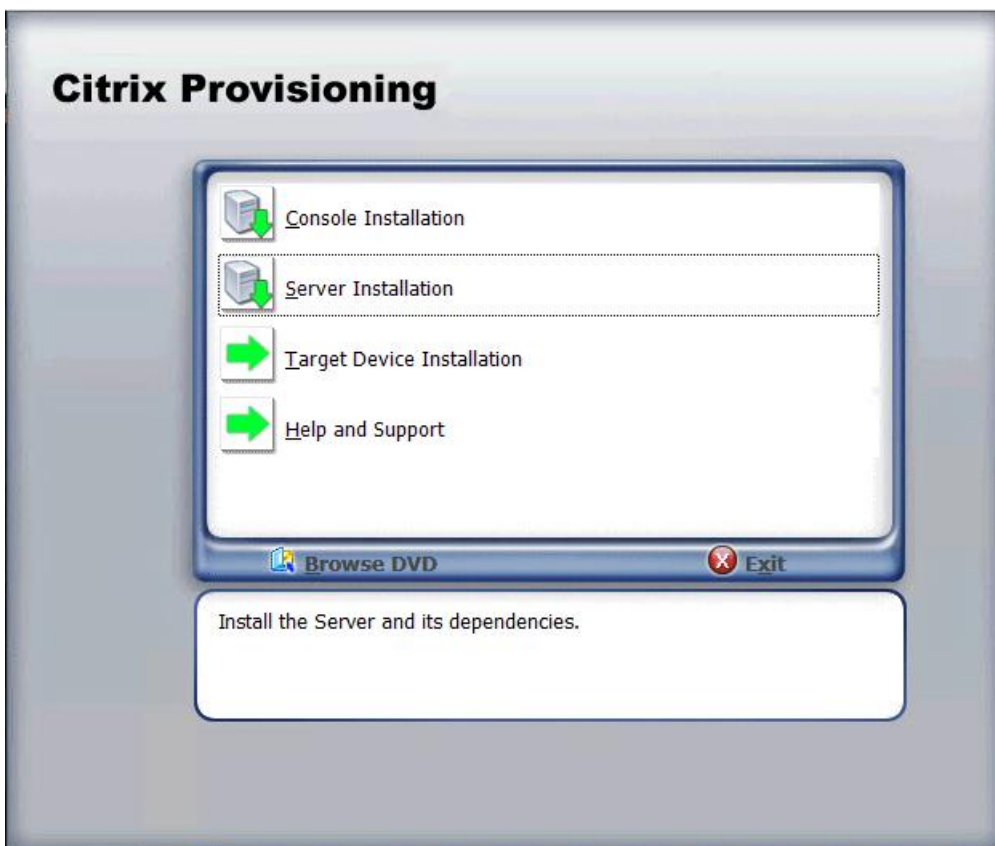 Citrix Provisioning
Console Installation
Server Installation
Target Device Installation
Help and Support
Browse DVD
Exit
Install the Server and its dependencies.